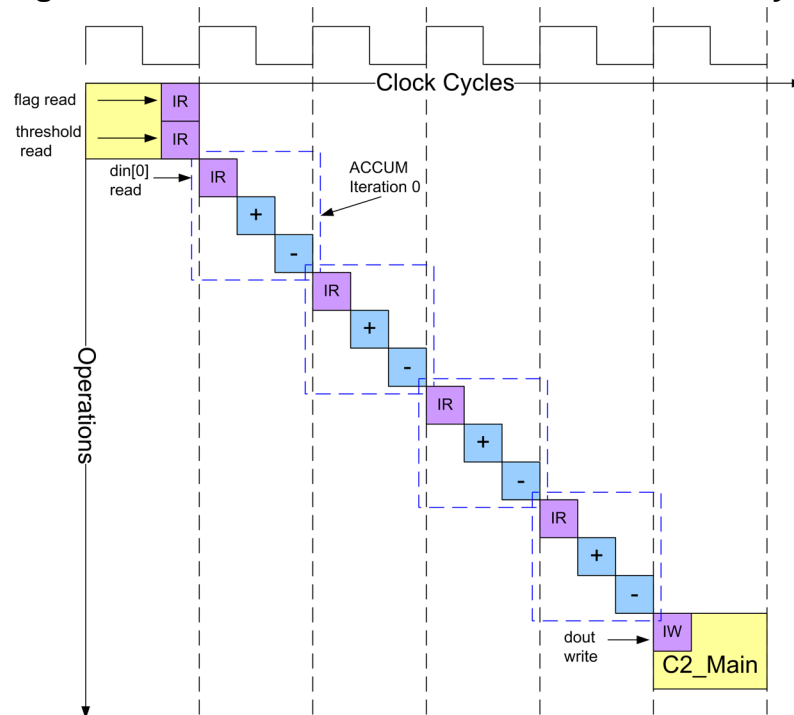 Clock Cycles
flag read
IR
threshold
read
IR
din[0]
read
IR
ACCUM
Iteration 0
+
-
IR
+
-
Operations
IR
+
-
IR
+
-
dout
write
IW
C2_Main